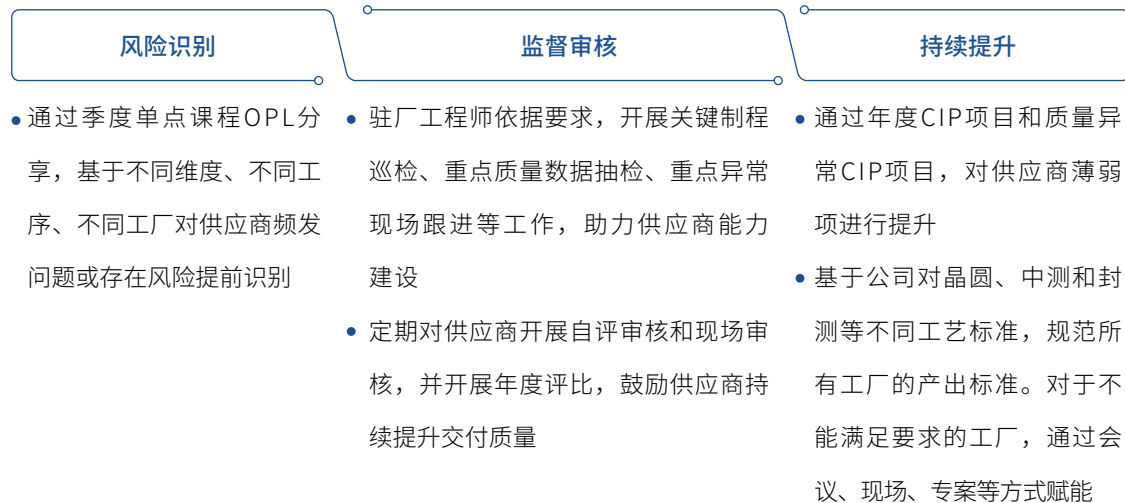 风险识别
通过季度单点课程OPL分
享，基于不同维度、不同工
序、不同工厂对供应商频发
问题或存在风险提前识别
监督审核
驻厂工程师依据要求，开展关键制程
巡检、重点质量数据抽检、重点异常
现场跟进等工作，助力供应商能力
建设
定期对供应商开展自评审核和现场审
核，并开展年度评比，鼓励供应商持
续提升交付质量
持续提升
通过年度CIP项目和质量异
常CIP项目，对供应商薄弱
项进行提升
基于公司对晶圆、中测和封
测等不同工艺标准，规范所
有工厂的产出标准。对于不
能满足要求的工厂，通过会
议、现场、专案等方式赋能